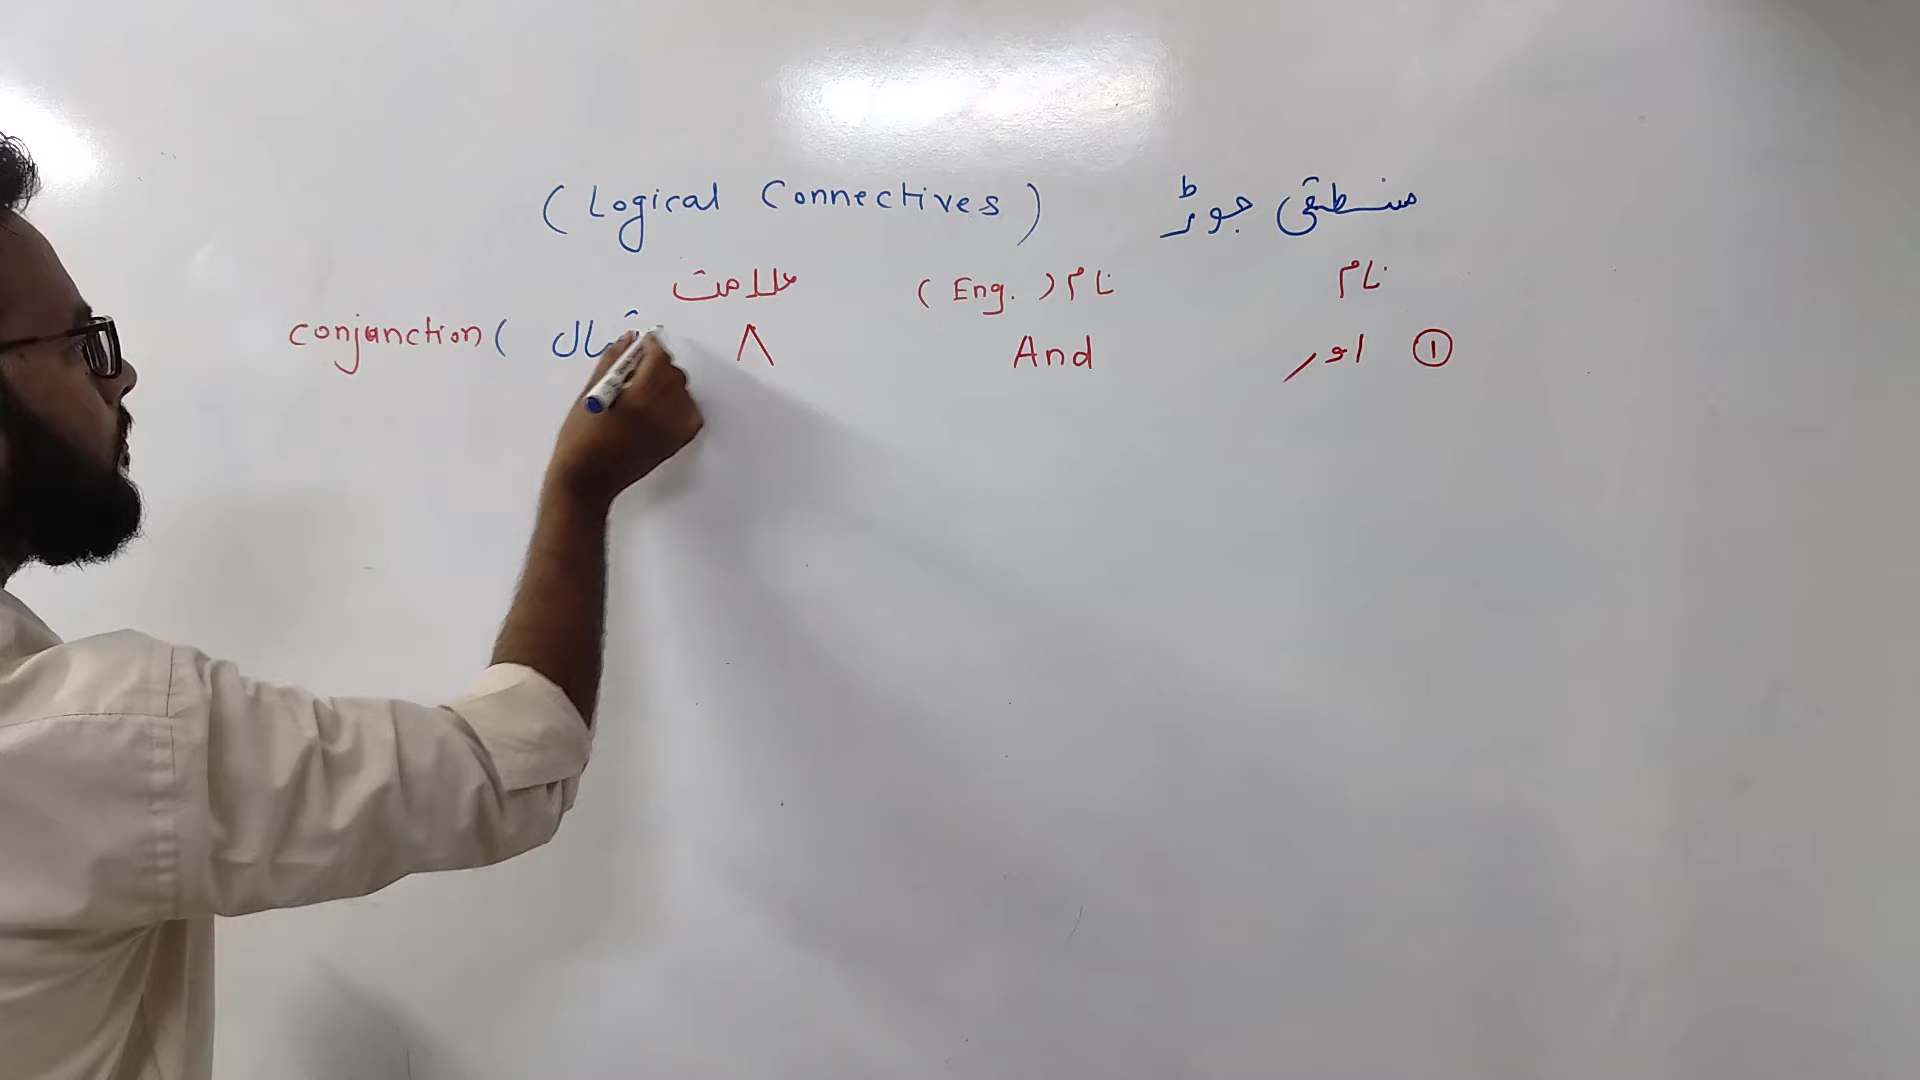 منطقی جوڑ (Logical Connectives)
نام نام (Eng.) علامت
① اور And ∧ ( conjunction